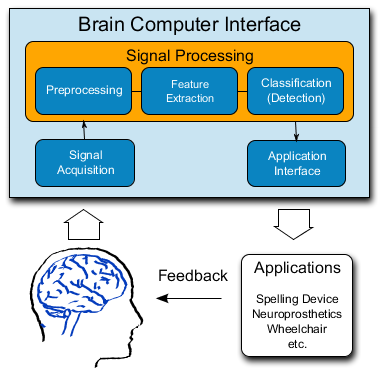 Brain Computer Interface
Signal Processing
Preprocessing
Feature
Extraction
Classification
(Detection)
Signal
Acquisition
Application
Interface
Feedback
Applications
Spelling Device
Neuroprosthetics
Wheelchair
etc.